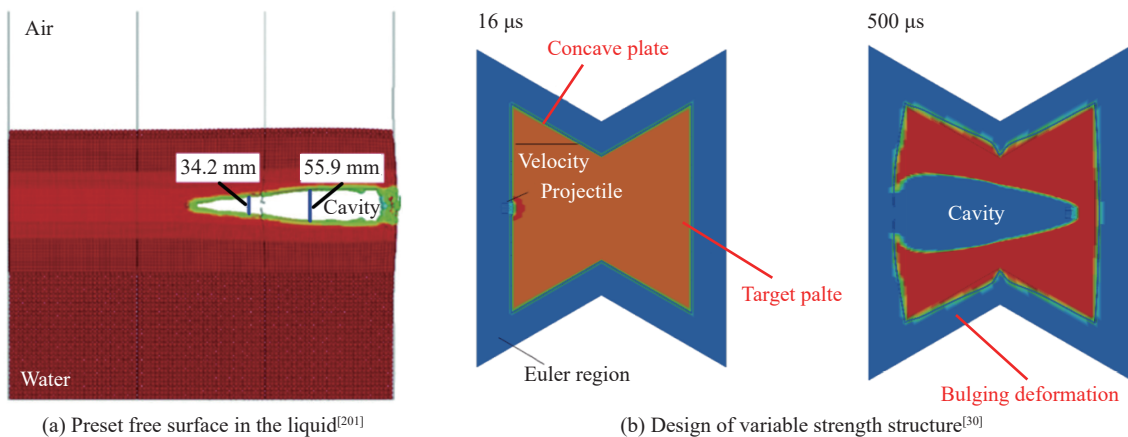 Air
34.2 mm
55.9 mm
Cavity
Water
(a) Preset free surface in the liquid[201]
16 μs
Concave plate
Velocity
Projectile
Target palte
Euler region
500 μs
Cavity
Bulging deformation
(b) Design of variable strength structure[30]